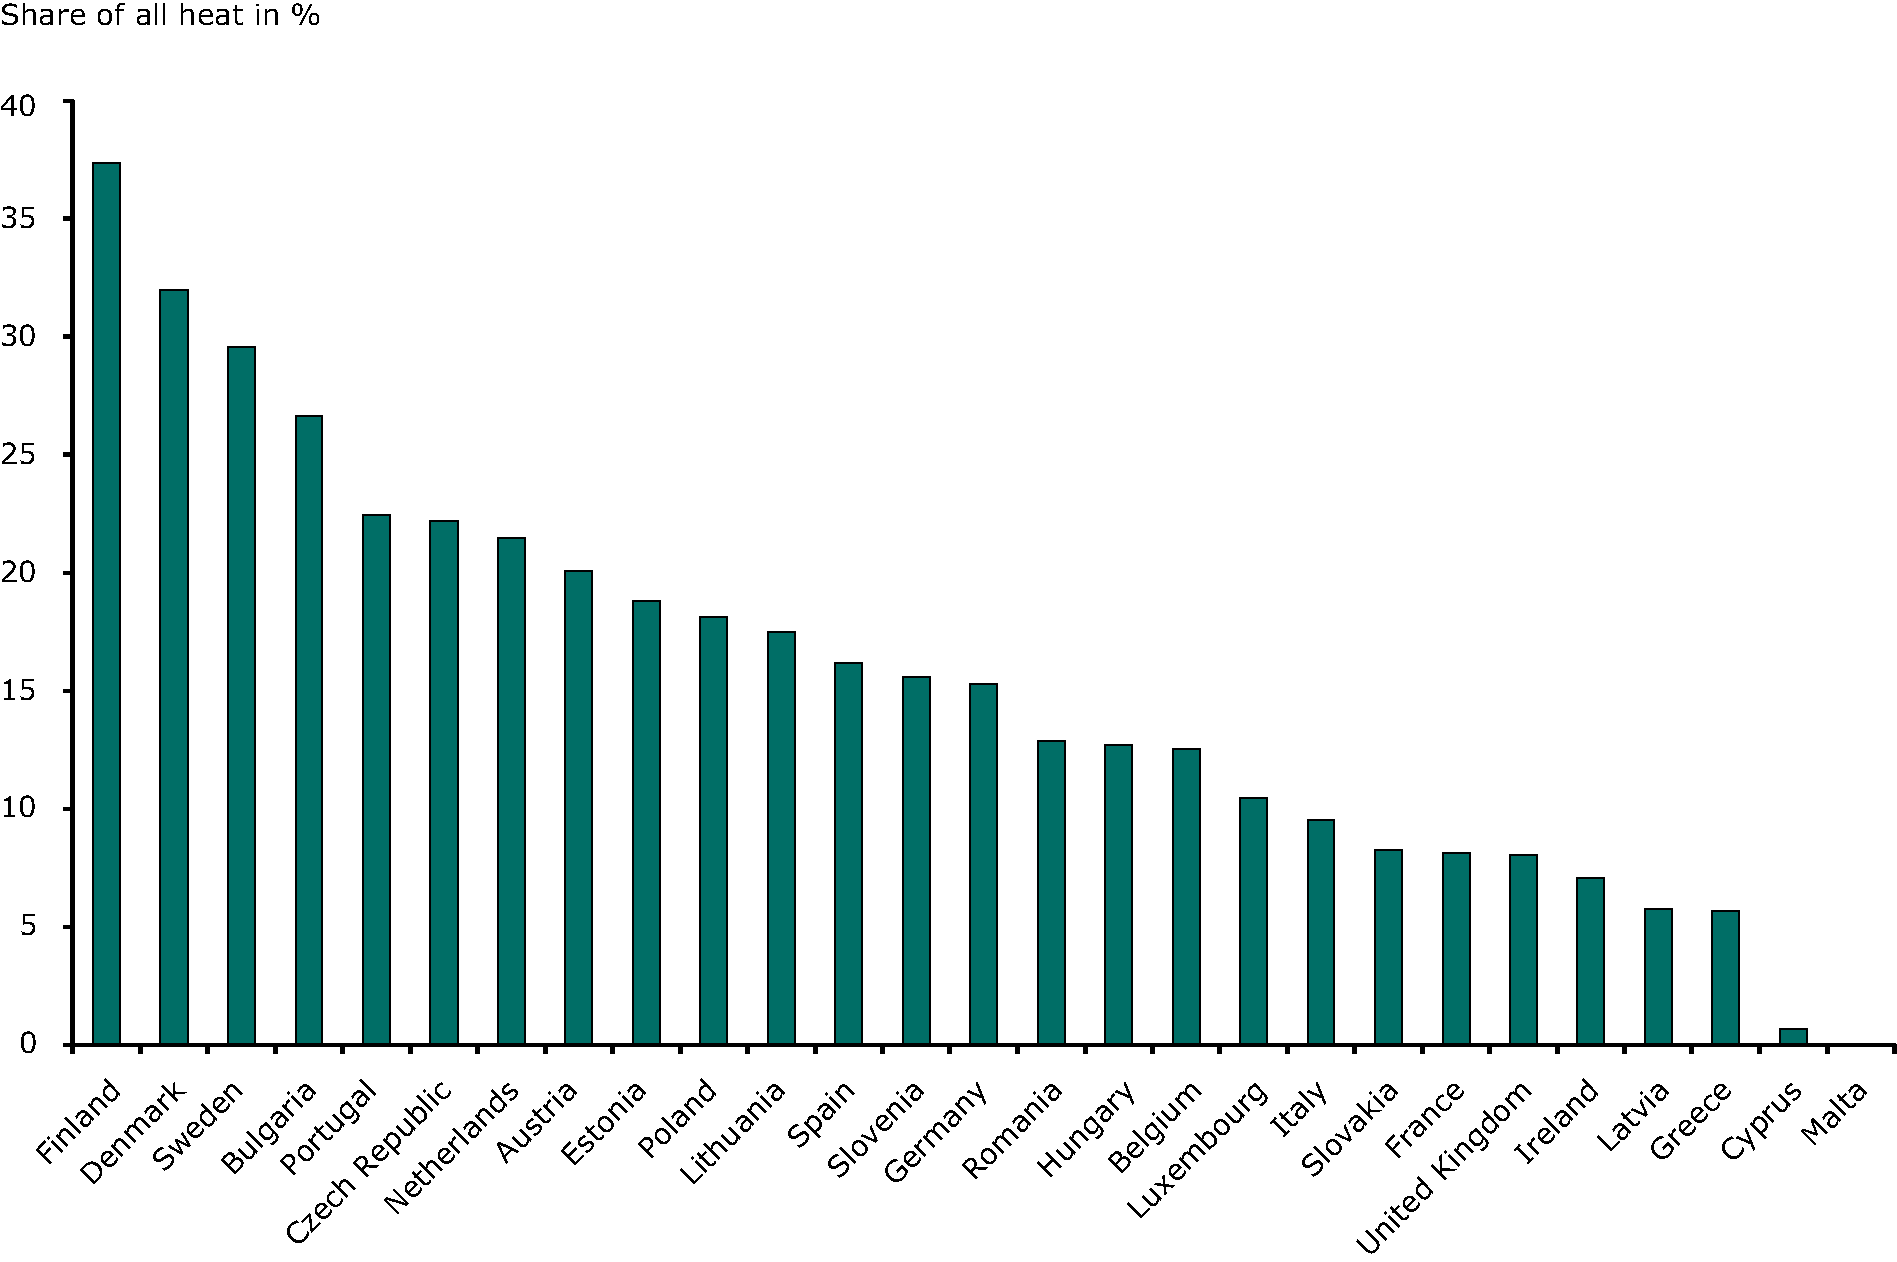 Share of all heat in %
40
35
30
25
20
15
10
5
0
Finland
Denmark
Sweden
Bulgaria
Portugal
Czech Republic
Netherlands
Austria
Estonia
Poland
Lithuania
Spain
Slovenia
Germany
Romania
Hungary
Belgium
Luxembourg
Italy
Slovakia
France
United Kingdom
Ireland
Latvia
Greece
Cyprus
Malta